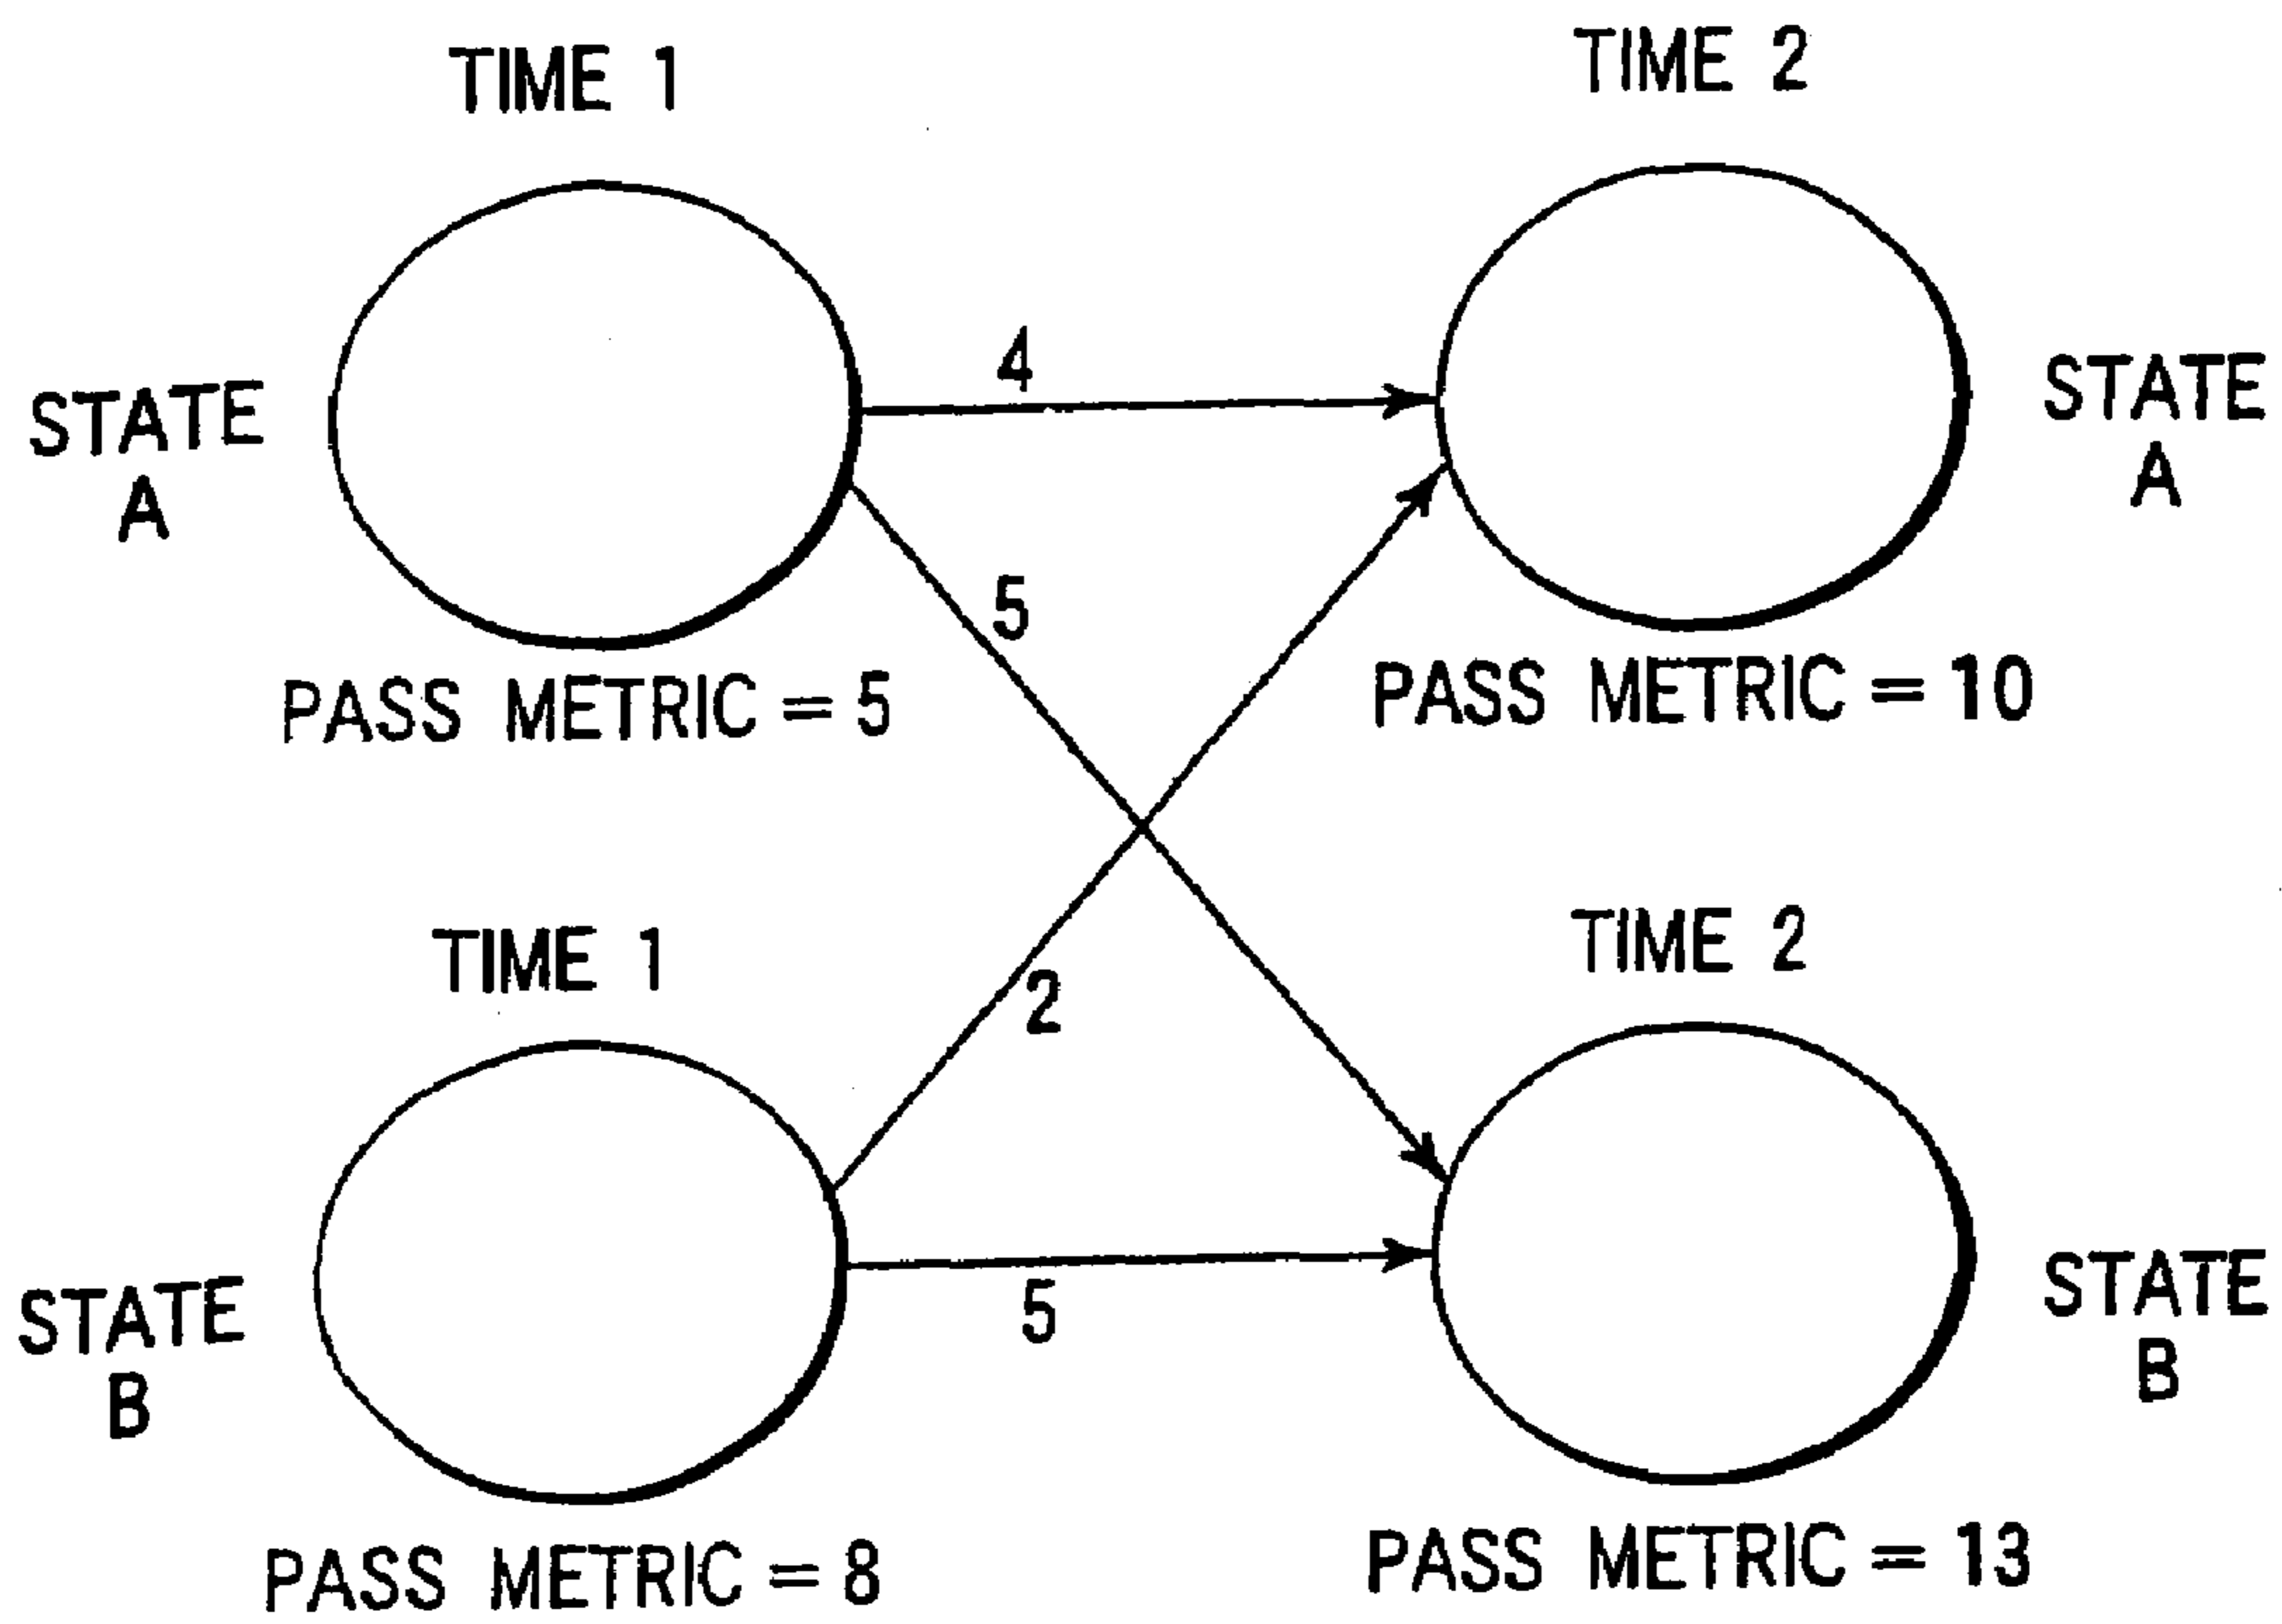 TIME 1
TIME 2
STATE
A
4
STATE
A
5
PASS METRIC = 5
PASS METRIC = 10
TIME 1
TIME 2
2
STATE
B
5
STATE
B
PASS METRIC = 8
PASS METRIC = 13